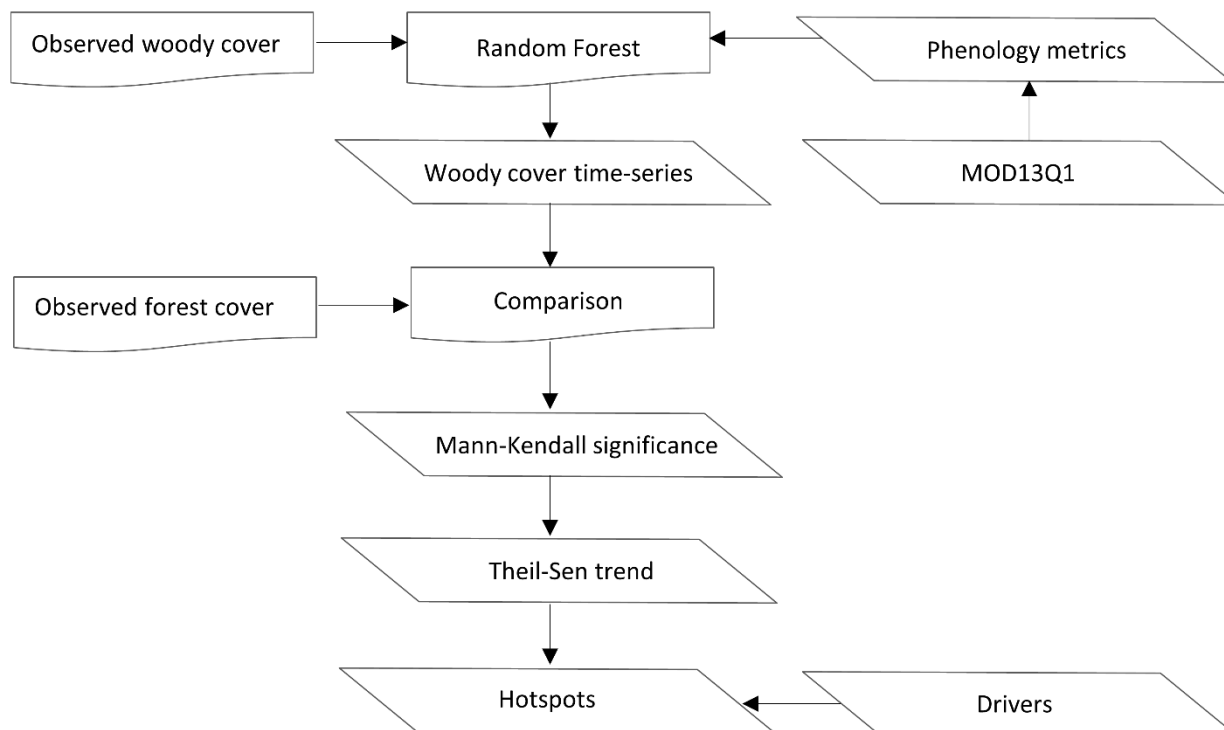 Observed woody cover
Random Forest
Phenology metrics
Woody cover time-series
MOD13Q1
Observed forest cover
Comparison
Mann-Kendall significance
Theil-Sen trend
Hotspots
Drivers